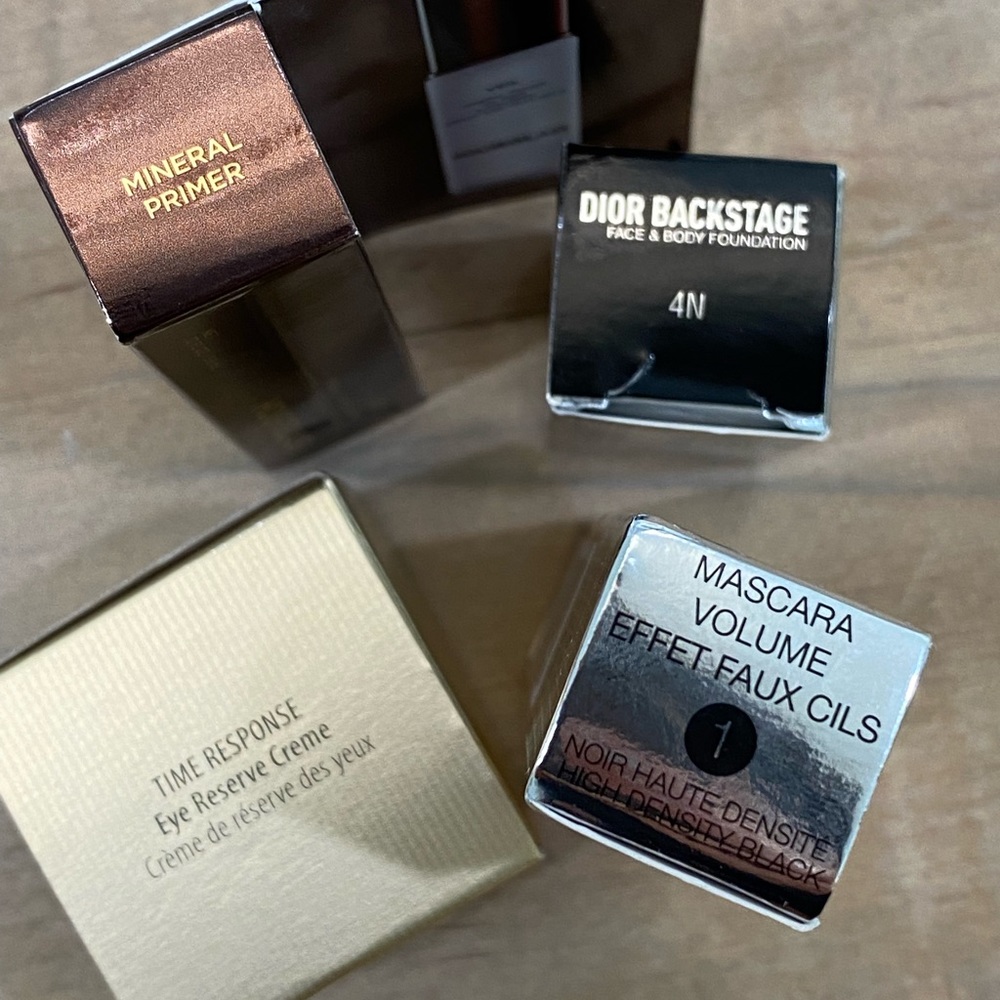 MINERAL
PRIMER
DIOR BACKSTAGE
FACE & BODY FOUNDATION
4N
TIME RESPONSE
Eye Reserve Creme
Crème de réserve des yeux
MASCARA
VOLUME
EFFET FAUX CILS
1
NOIR HAUTE DENSITÉ
HIGH DENSITY BLACK